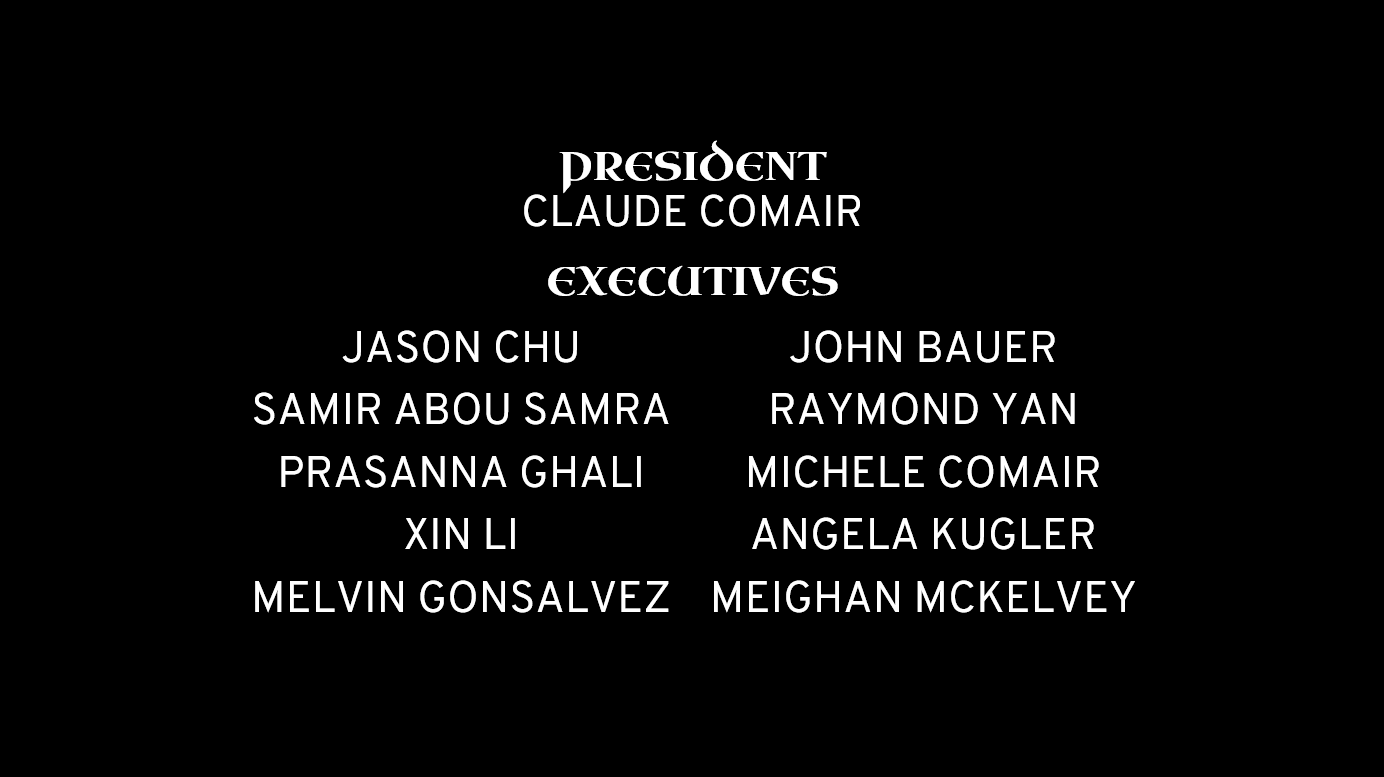 PRESIDENT
CLAUDE COMAIR
EXECUTIVES
JASON CHU JOHN BAUER
SAMIR ABOU SAMRA RAYMOND YAN
PRASANNA GHALI MICHELE COMAIR
XIN LI ANGELA KUGLER
MELVIN GONSALVEZ MEIGHAN MCKELVEY